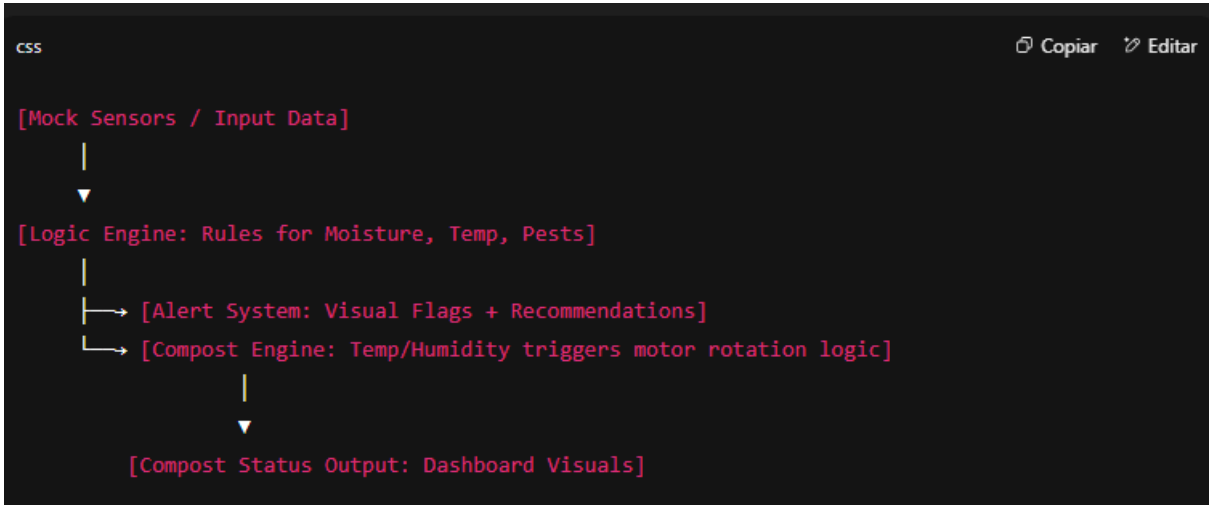 css
Copiar Editar
[Mock Sensors / Input Data]
│
▼
[Logic Engine: Rules for Moisture, Temp, Pests]
│
├──→ [Alert System: Visual Flags + Recommendations]
└──→ [Compost Engine: Temp/Humidity triggers motor rotation logic]
│
▼
[Compost Status Output: Dashboard Visuals]